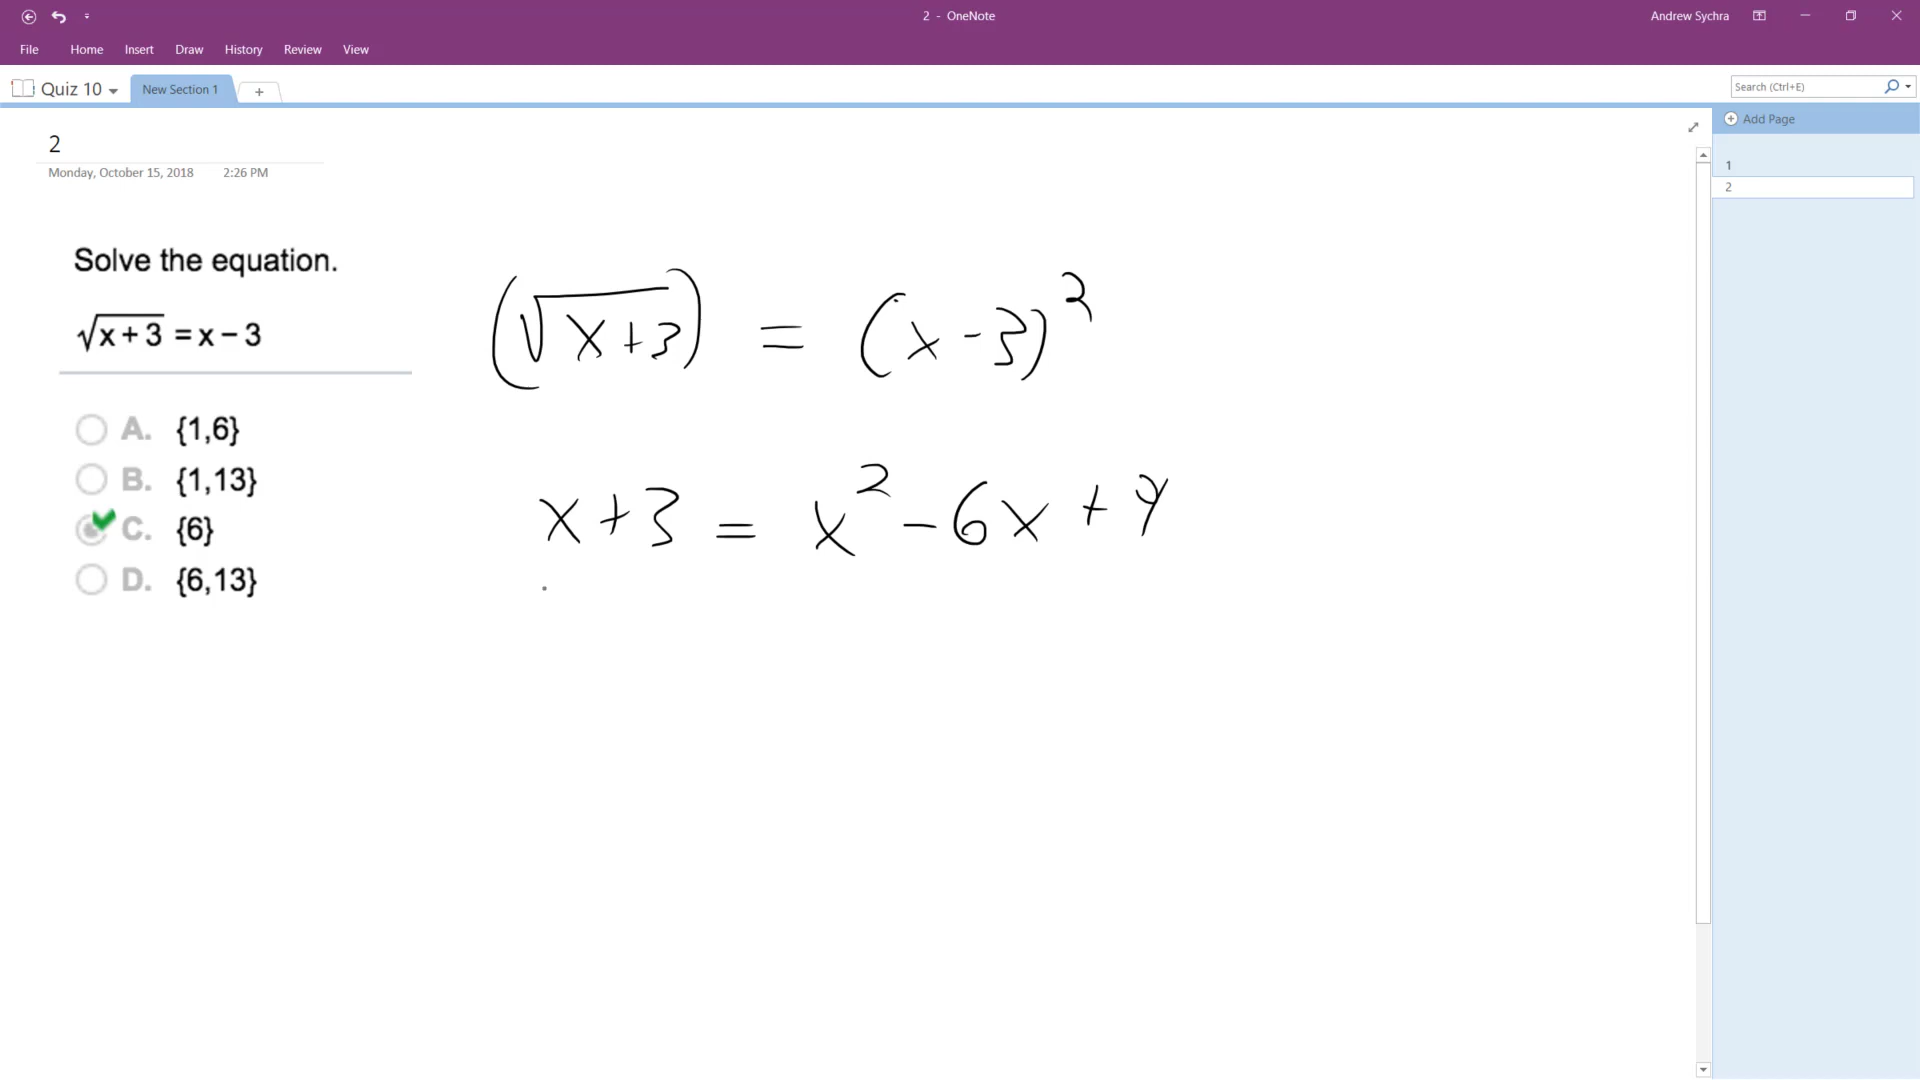 2 - OneNote
Andrew Sychra
File Home Insert Draw History Review View
Quiz 10
New Section 1
+
Search (Ctrl+E)
Add Page
1
2
2
Monday, October 15, 2018 2:26 PM
Solve the equation.
√x + 3 = x − 3
A. {1,6}
B. {1,13}
C. {6}
D. {6,13}
(√x+3) = (x-3)²
x+3 = x² - 6x + 9